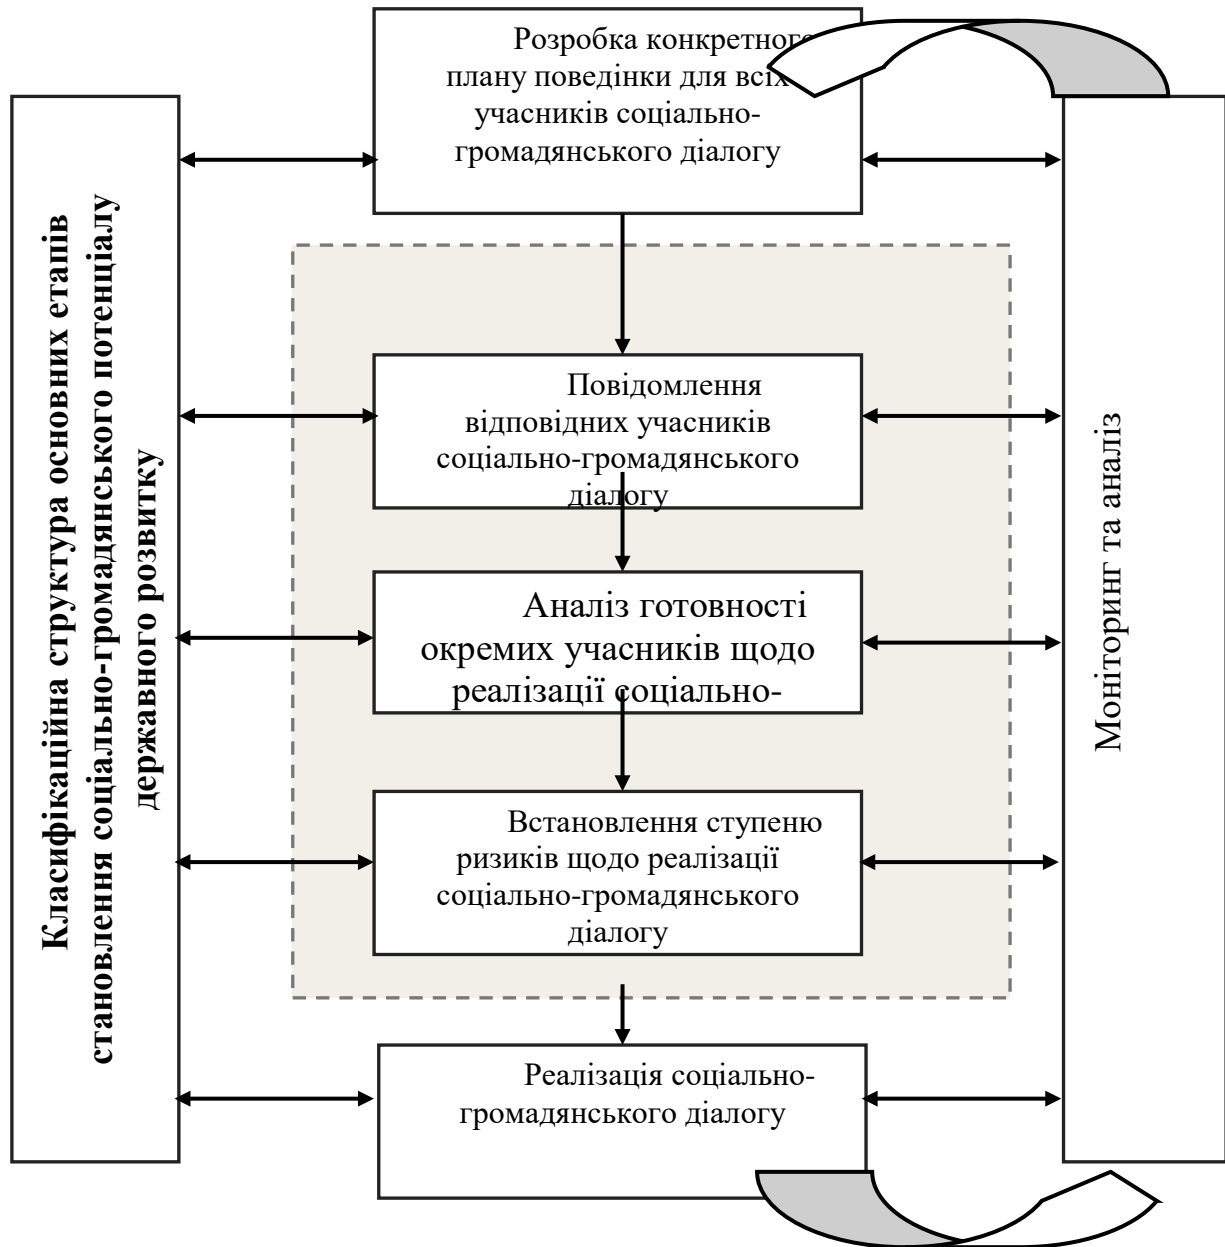 Розробка конкретного
плану поведінки для всіх
учасників соціально-
громадянського діалогу
Класифікаційна структура основних етапів
становлення соціально-громадянського потенціалу
державного розвитку
Повідомлення
відповідних учасників
соціально-громадянського
діалогу
Аналіз готовності
окремих учасників щодо
реалізації соціально-
Встановлення ступеню
ризиків щодо реалізації
соціально-громадянського
діалогу
Реалізація соціально-
громадянського діалогу
Моніторинг та аналіз